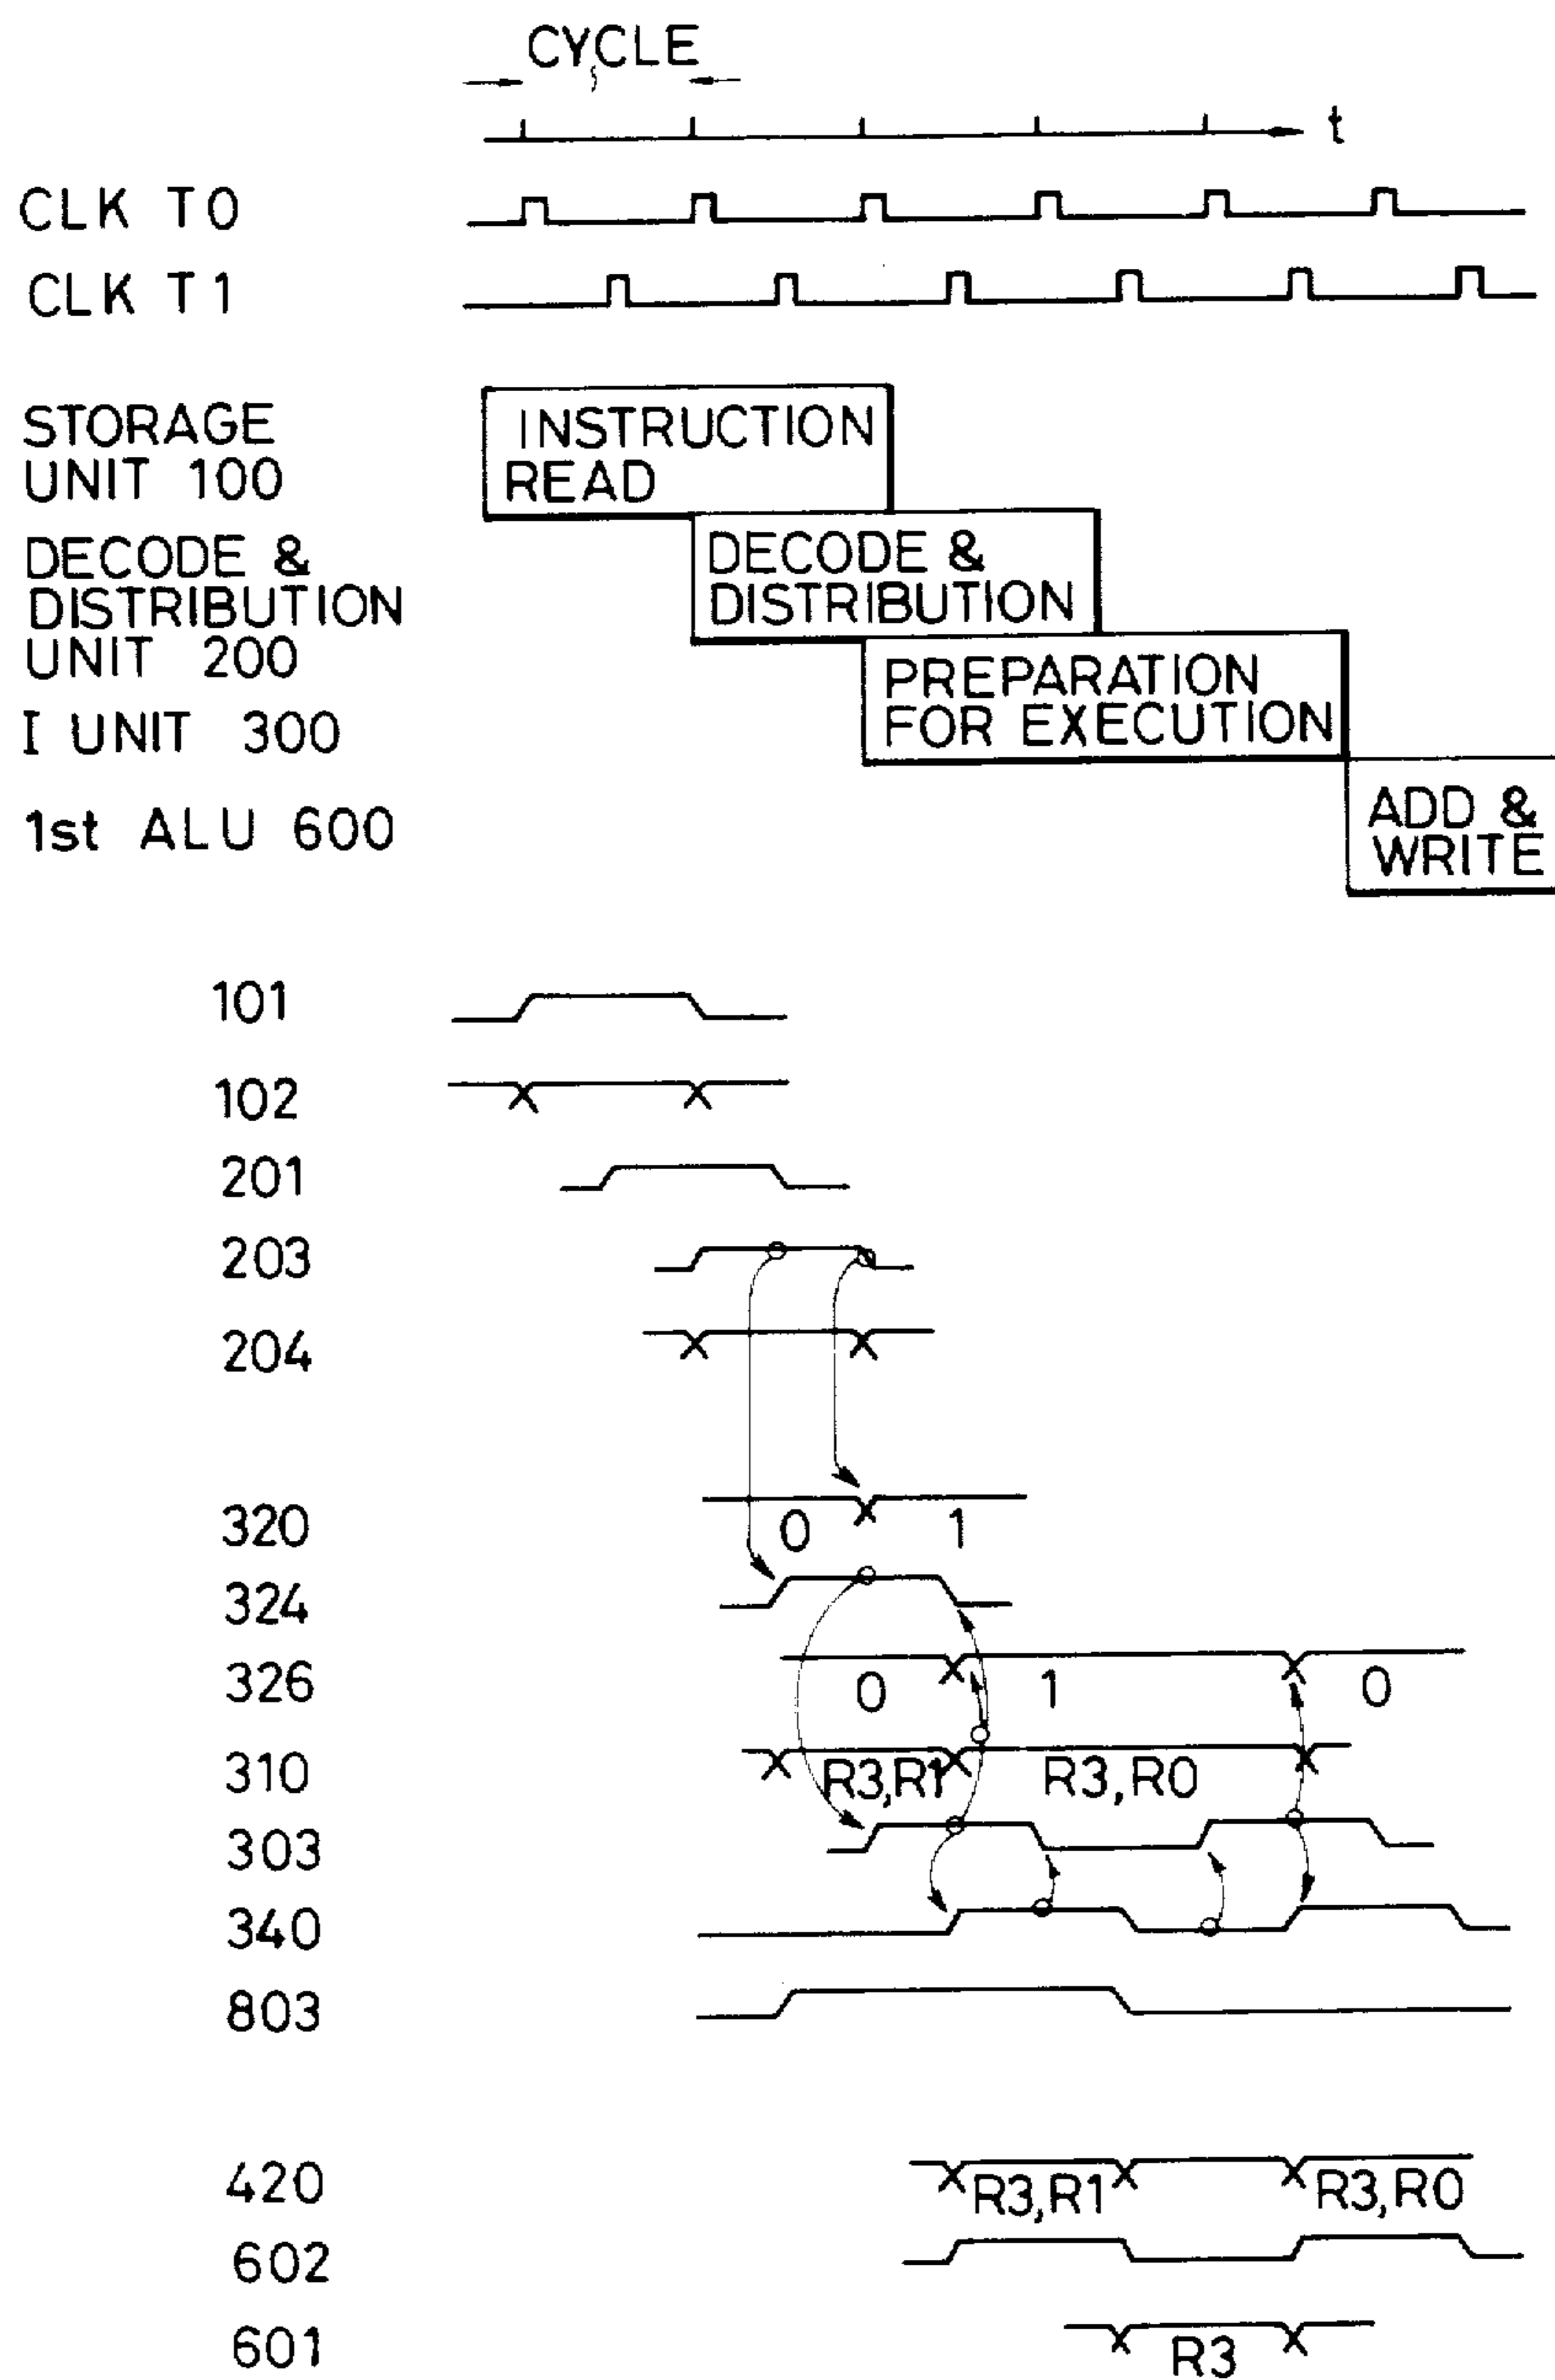 CYCLE
t
CLK T0
CLK T1
STORAGE
UNIT 100
INSTRUCTION
READ
DECODE &
DISTRIBUTION
UNIT 200
DECODE &
DISTRIBUTION
I UNIT 300
PREPARATION
FOR EXECUTION
1st ALU 600
ADD &
WRITE
101
102
201
203
204
320
0 1
324
326
0 1 0
310
R3,R1 R3,R0
303
340
803
420
R3,R1 R3,R0
602
601
R3